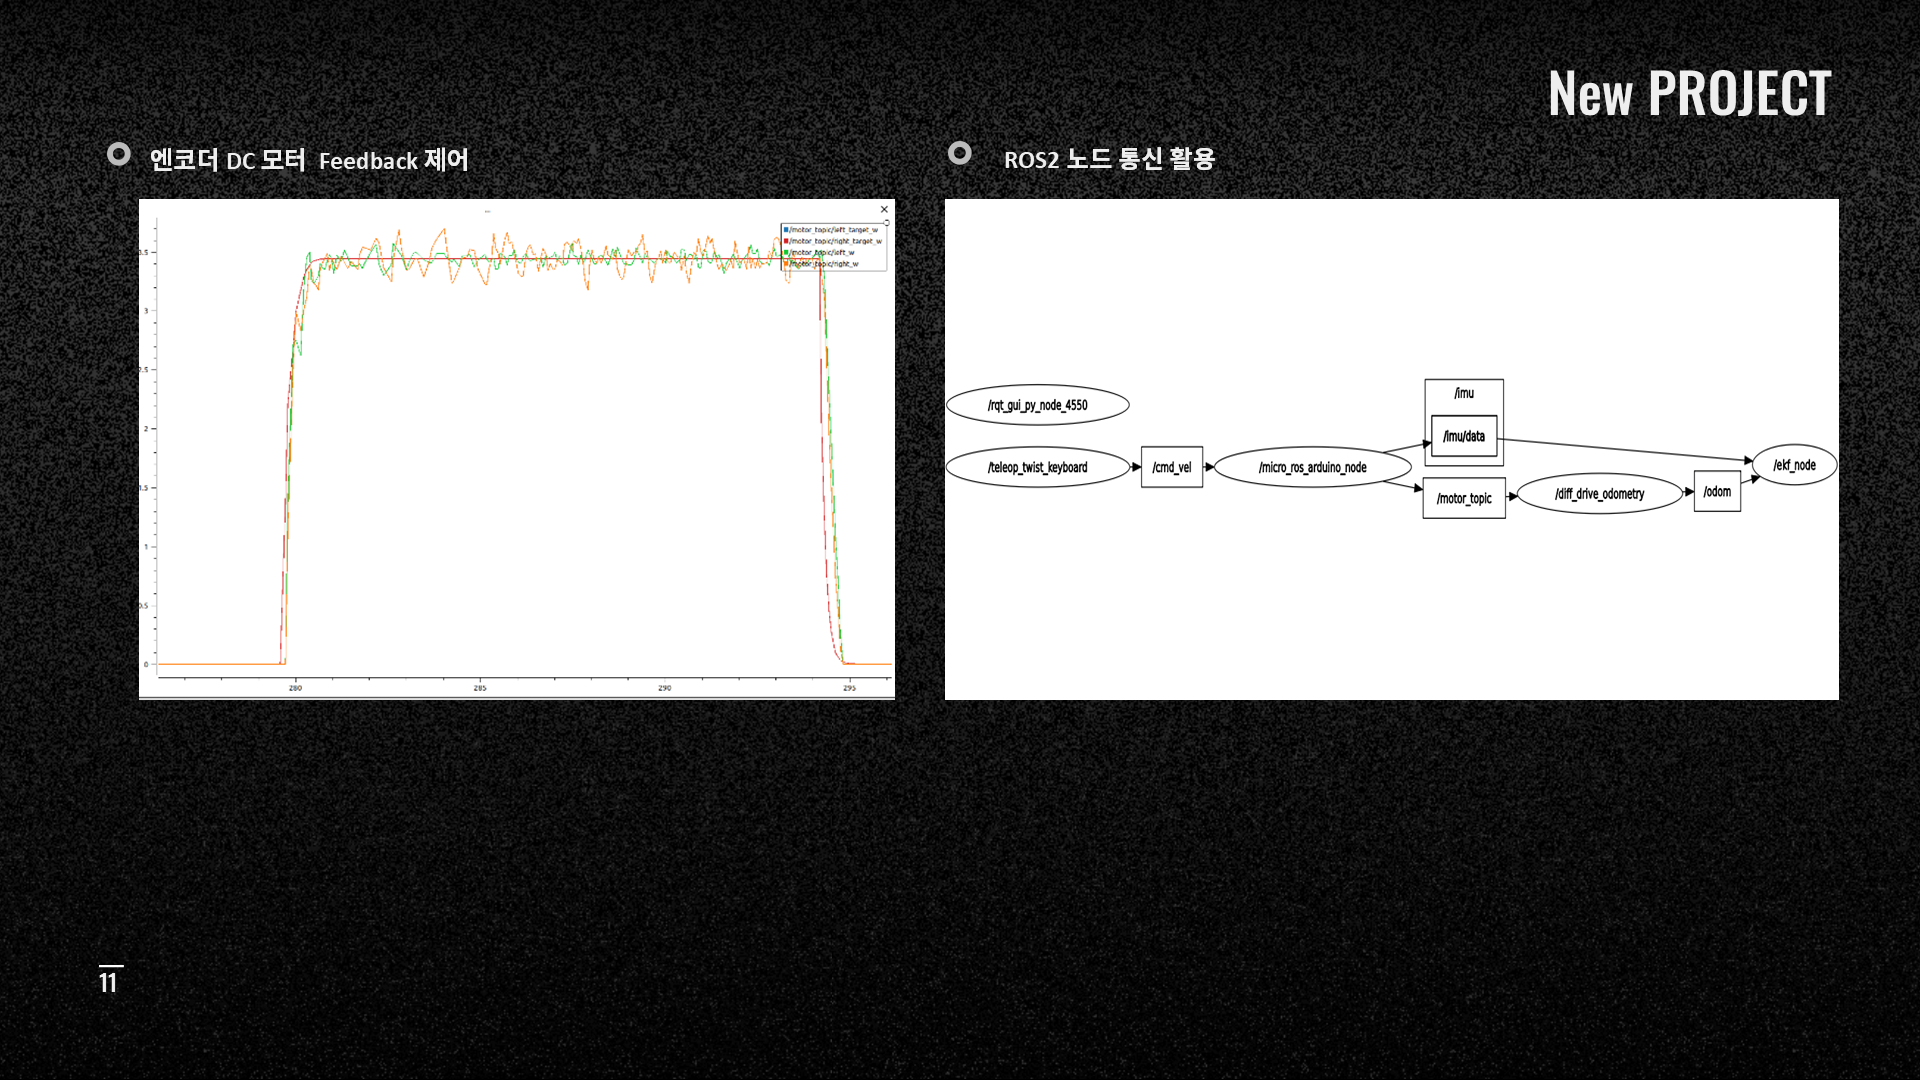 New PROJECT
엔코더 DC 모터 Feedback 제어
ROS2 노드 통신 활용
/motor_topic/left_target_w
/motor_topic/right_target_w
/motor_topic/left_w
/motor_topic/right_w
3.5
3
2.5
2
1.5
1
0.5
0
280 285 290 295
/rqt_gui_py_node_4550
/teleop_twist_keyboard
/cmd_vel
/micro_ros_arduino_node
/imu
/imu/data
/motor_topic
/diff_drive_odometry
/odom
/ekf_node
11